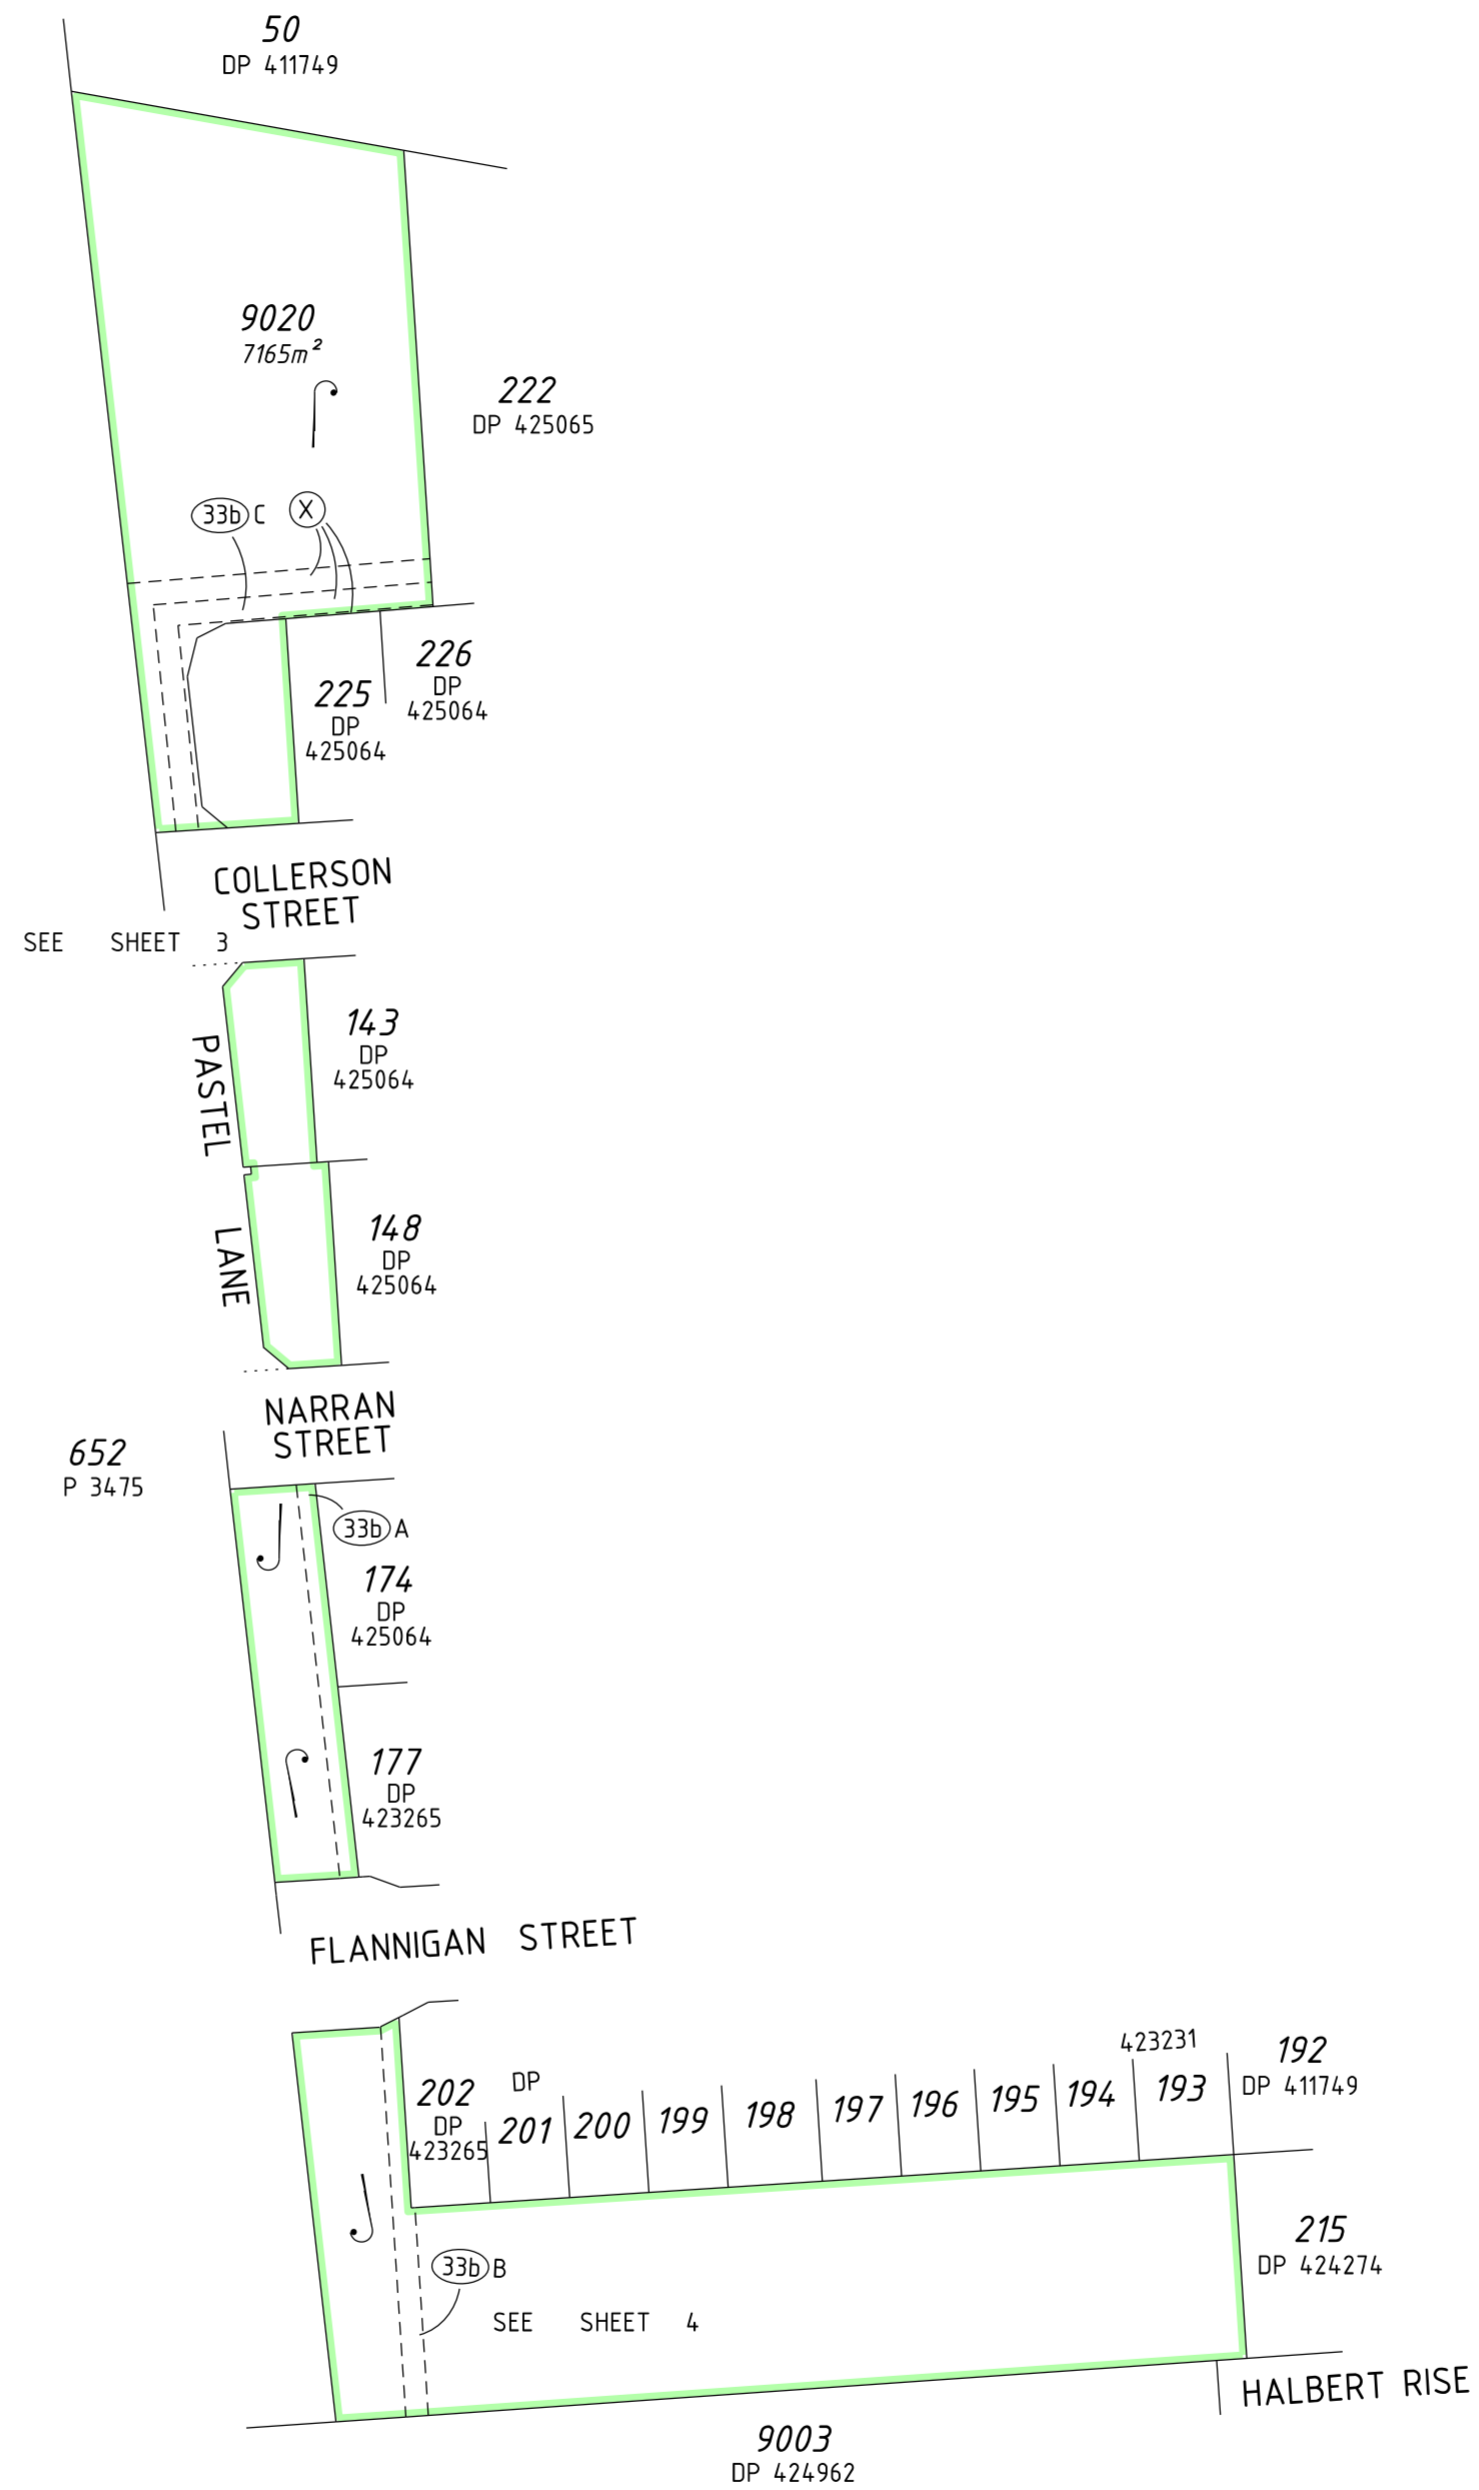 50
DP 411749
9020
7165m²
222
DP 425065
33b C
X
226
DP
425064
225
DP
425064
COLLERSON
STREET
SEE SHEET 3
143
DP
425064
PASTEL
LANE
148
DP
425064
NARRAN
STREET
652
P 3475
33b A
174
DP
425064
177
DP
423265
FLANNIGAN STREET
202
DP
423265
DP 423231
201 200 199 198 197 196 195 194 193
192
DP 411749
215
DP 424274
33b B
SEE SHEET 4
HALBERT RISE
9003
DP 424962